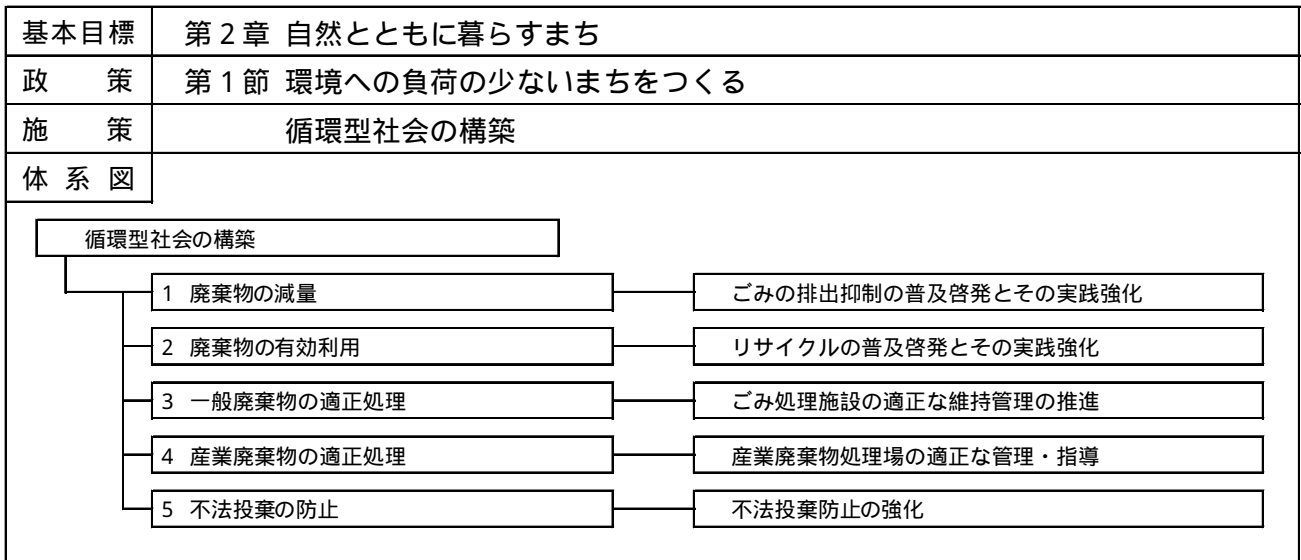 基本目標 第２章 自然とともに暮らすまち
政　　策 第１節 環境への負荷の少ないまちをつくる
施　　策 循環型社会の構築
体 系 図
循環型社会の構築
1 廃棄物の減量 ごみの排出抑制の普及啓発とその実践強化
2 廃棄物の有効利用 リサイクルの普及啓発とその実践強化
3 一般廃棄物の適正処理 ごみ処理施設の適正な維持管理の推進
4 産業廃棄物の適正処理 産業廃棄物処理場の適正な管理・指導
5 不法投棄の防止 不法投棄防止の強化